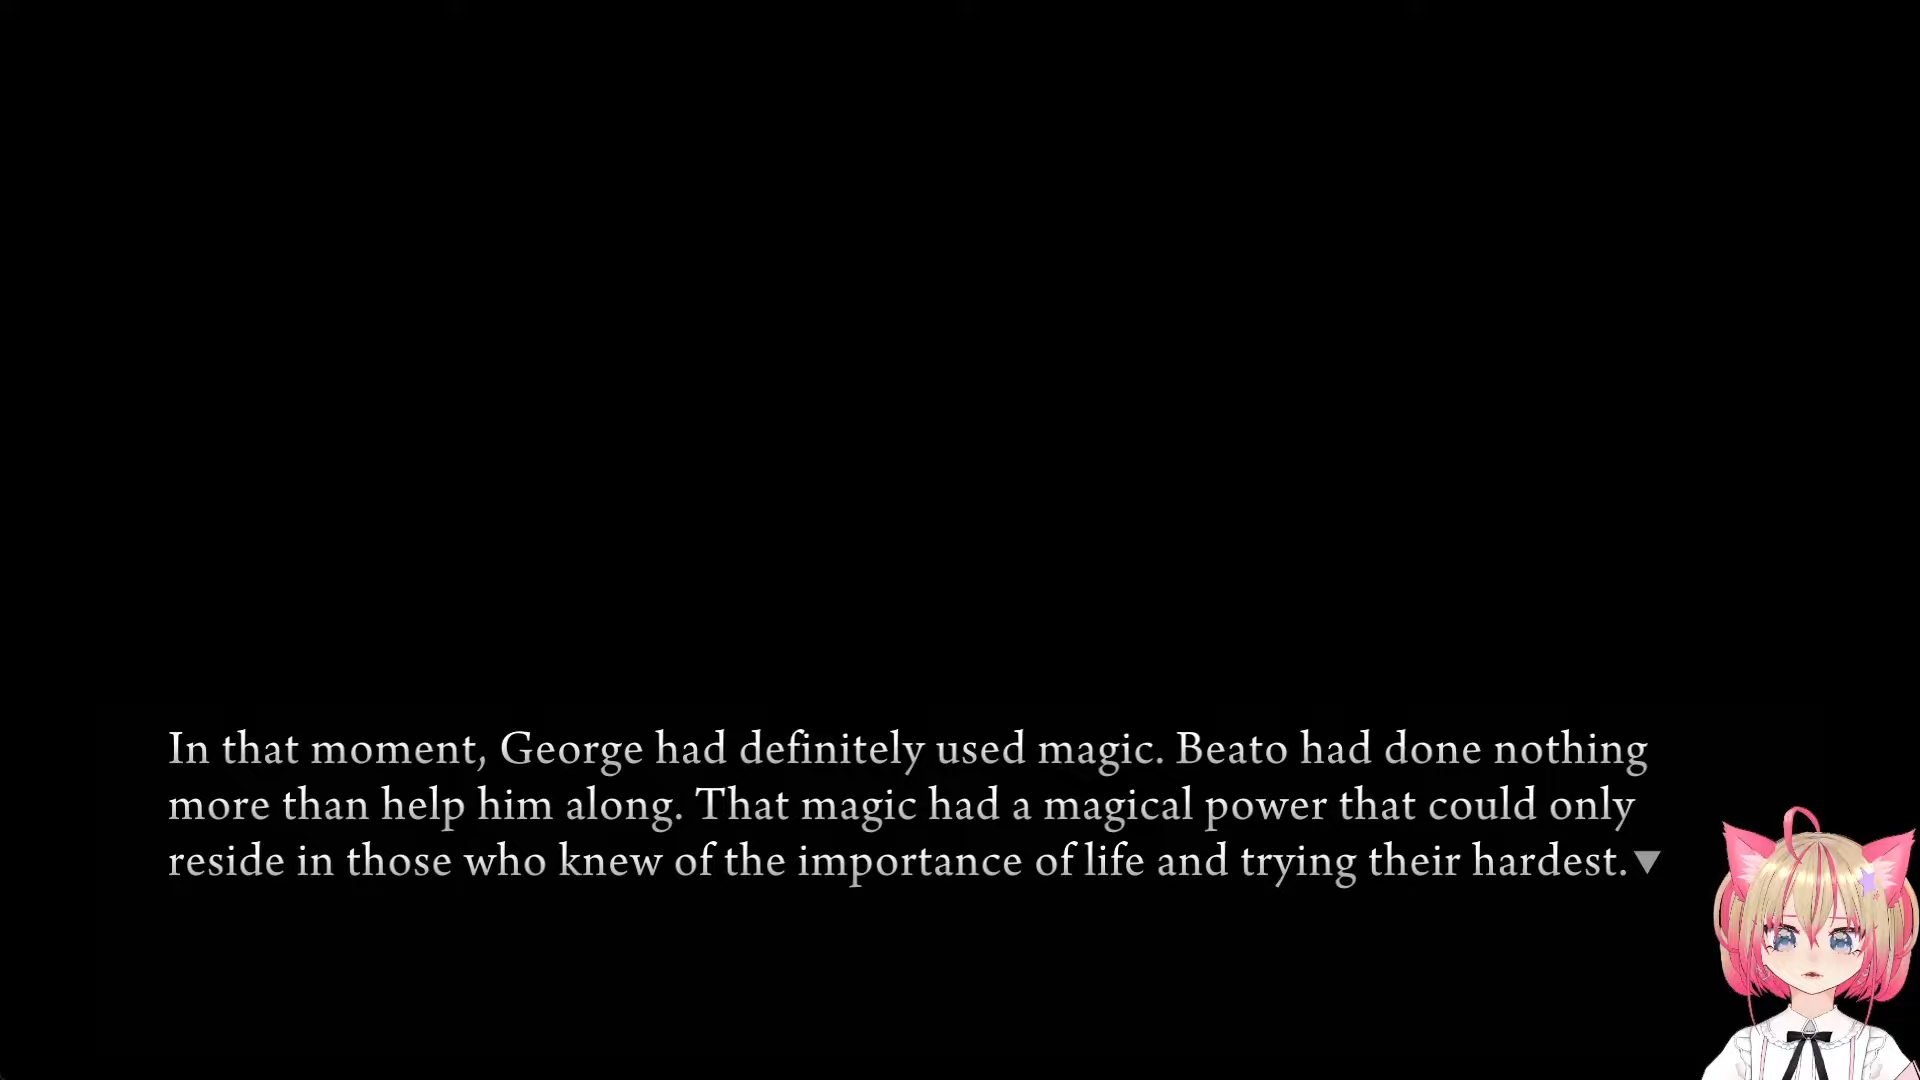 In that moment, George had definitely used magic. Beato had done nothing
more than help him along. That magic had a magical power that could only
reside in those who knew of the importance of life and trying their hardest.